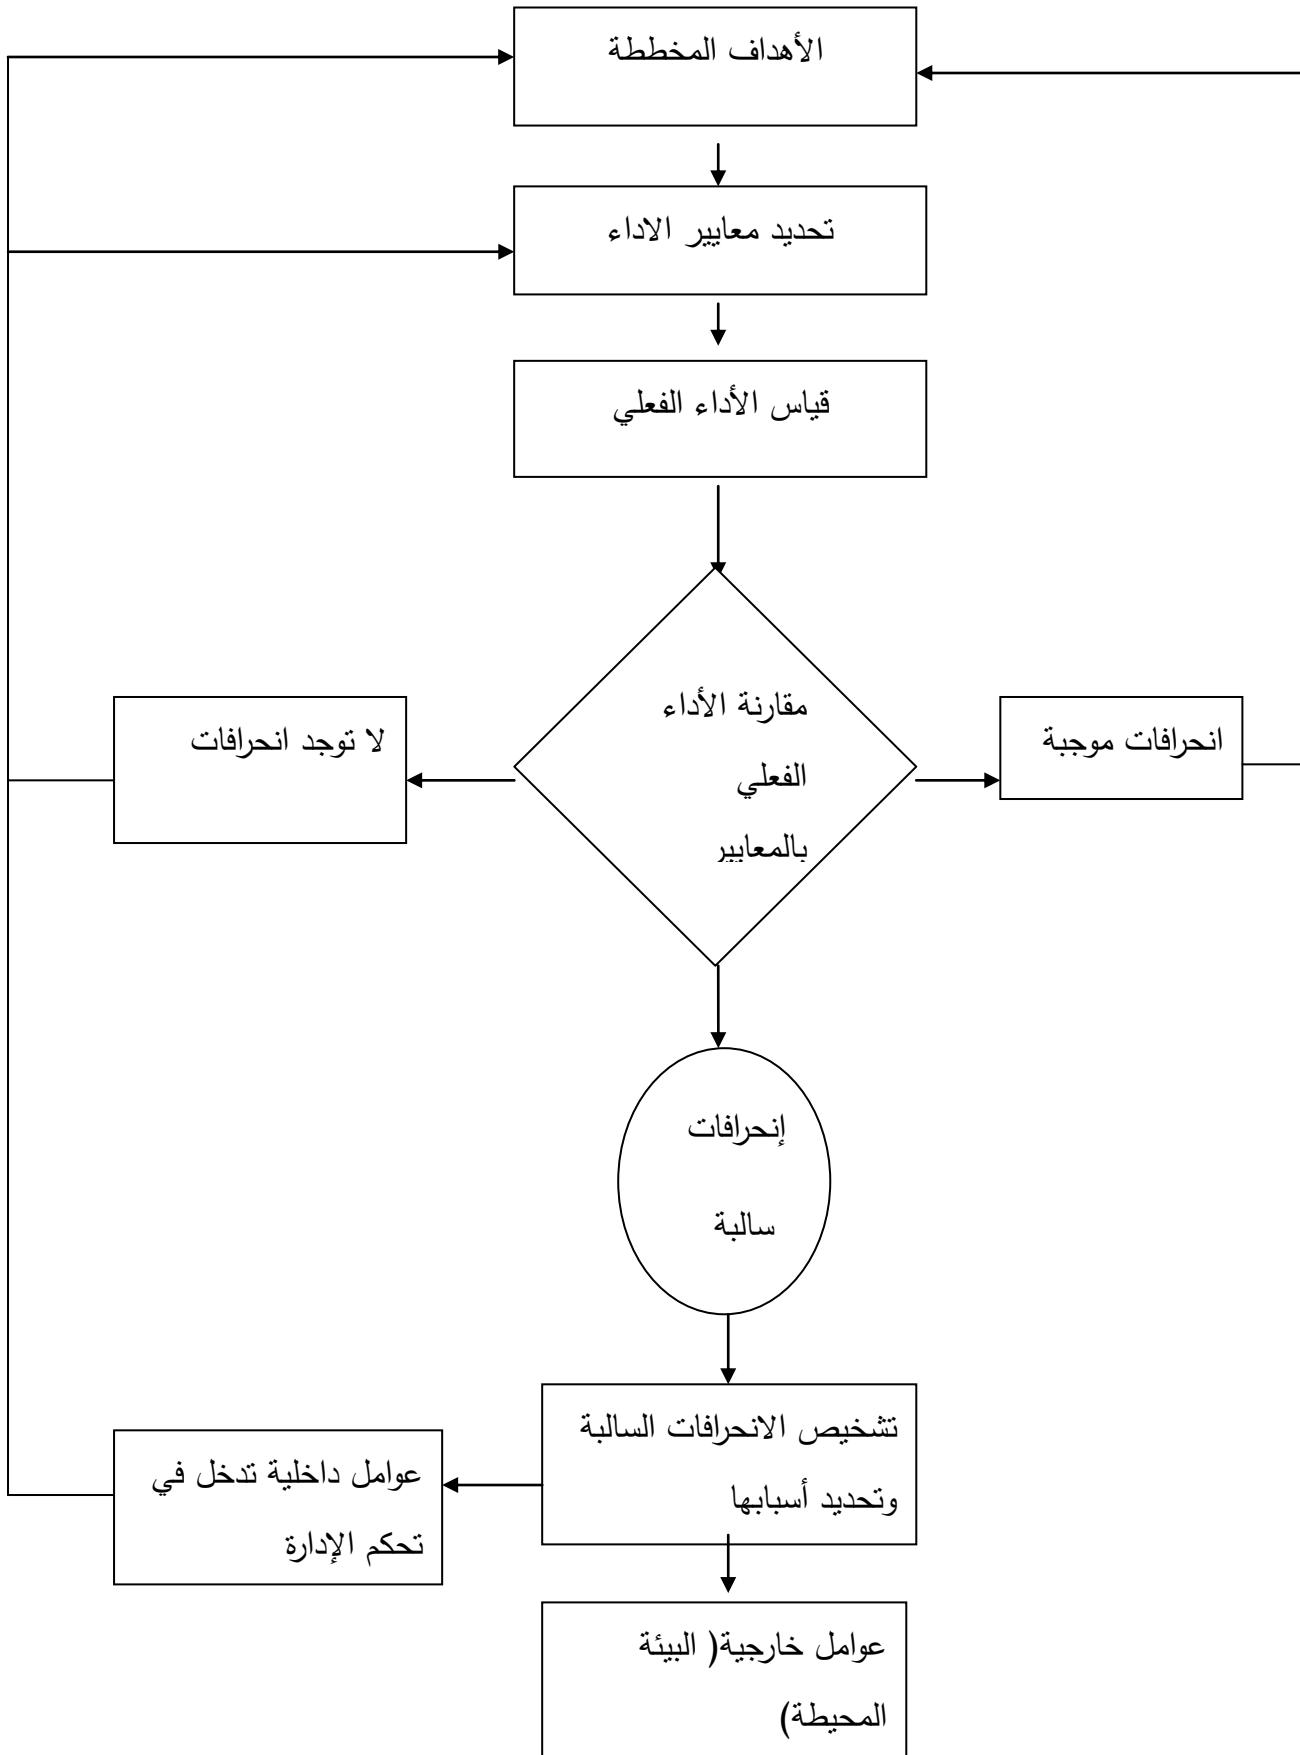 الأهداف المخططة
تحديد معايير الاداء
قياس الأداء الفعلي
مقارنة الأداء
الفعلي
بالمعايير
انحرافات موجبة
لا توجد انحرافات
إنحرافات
سالبة
تشخيص الانحرافات السالبة
وتحديد أسبابها
عوامل داخلية تدخل في
تحكم الإدارة
عوامل خارجية( البيئة
المحيطة)